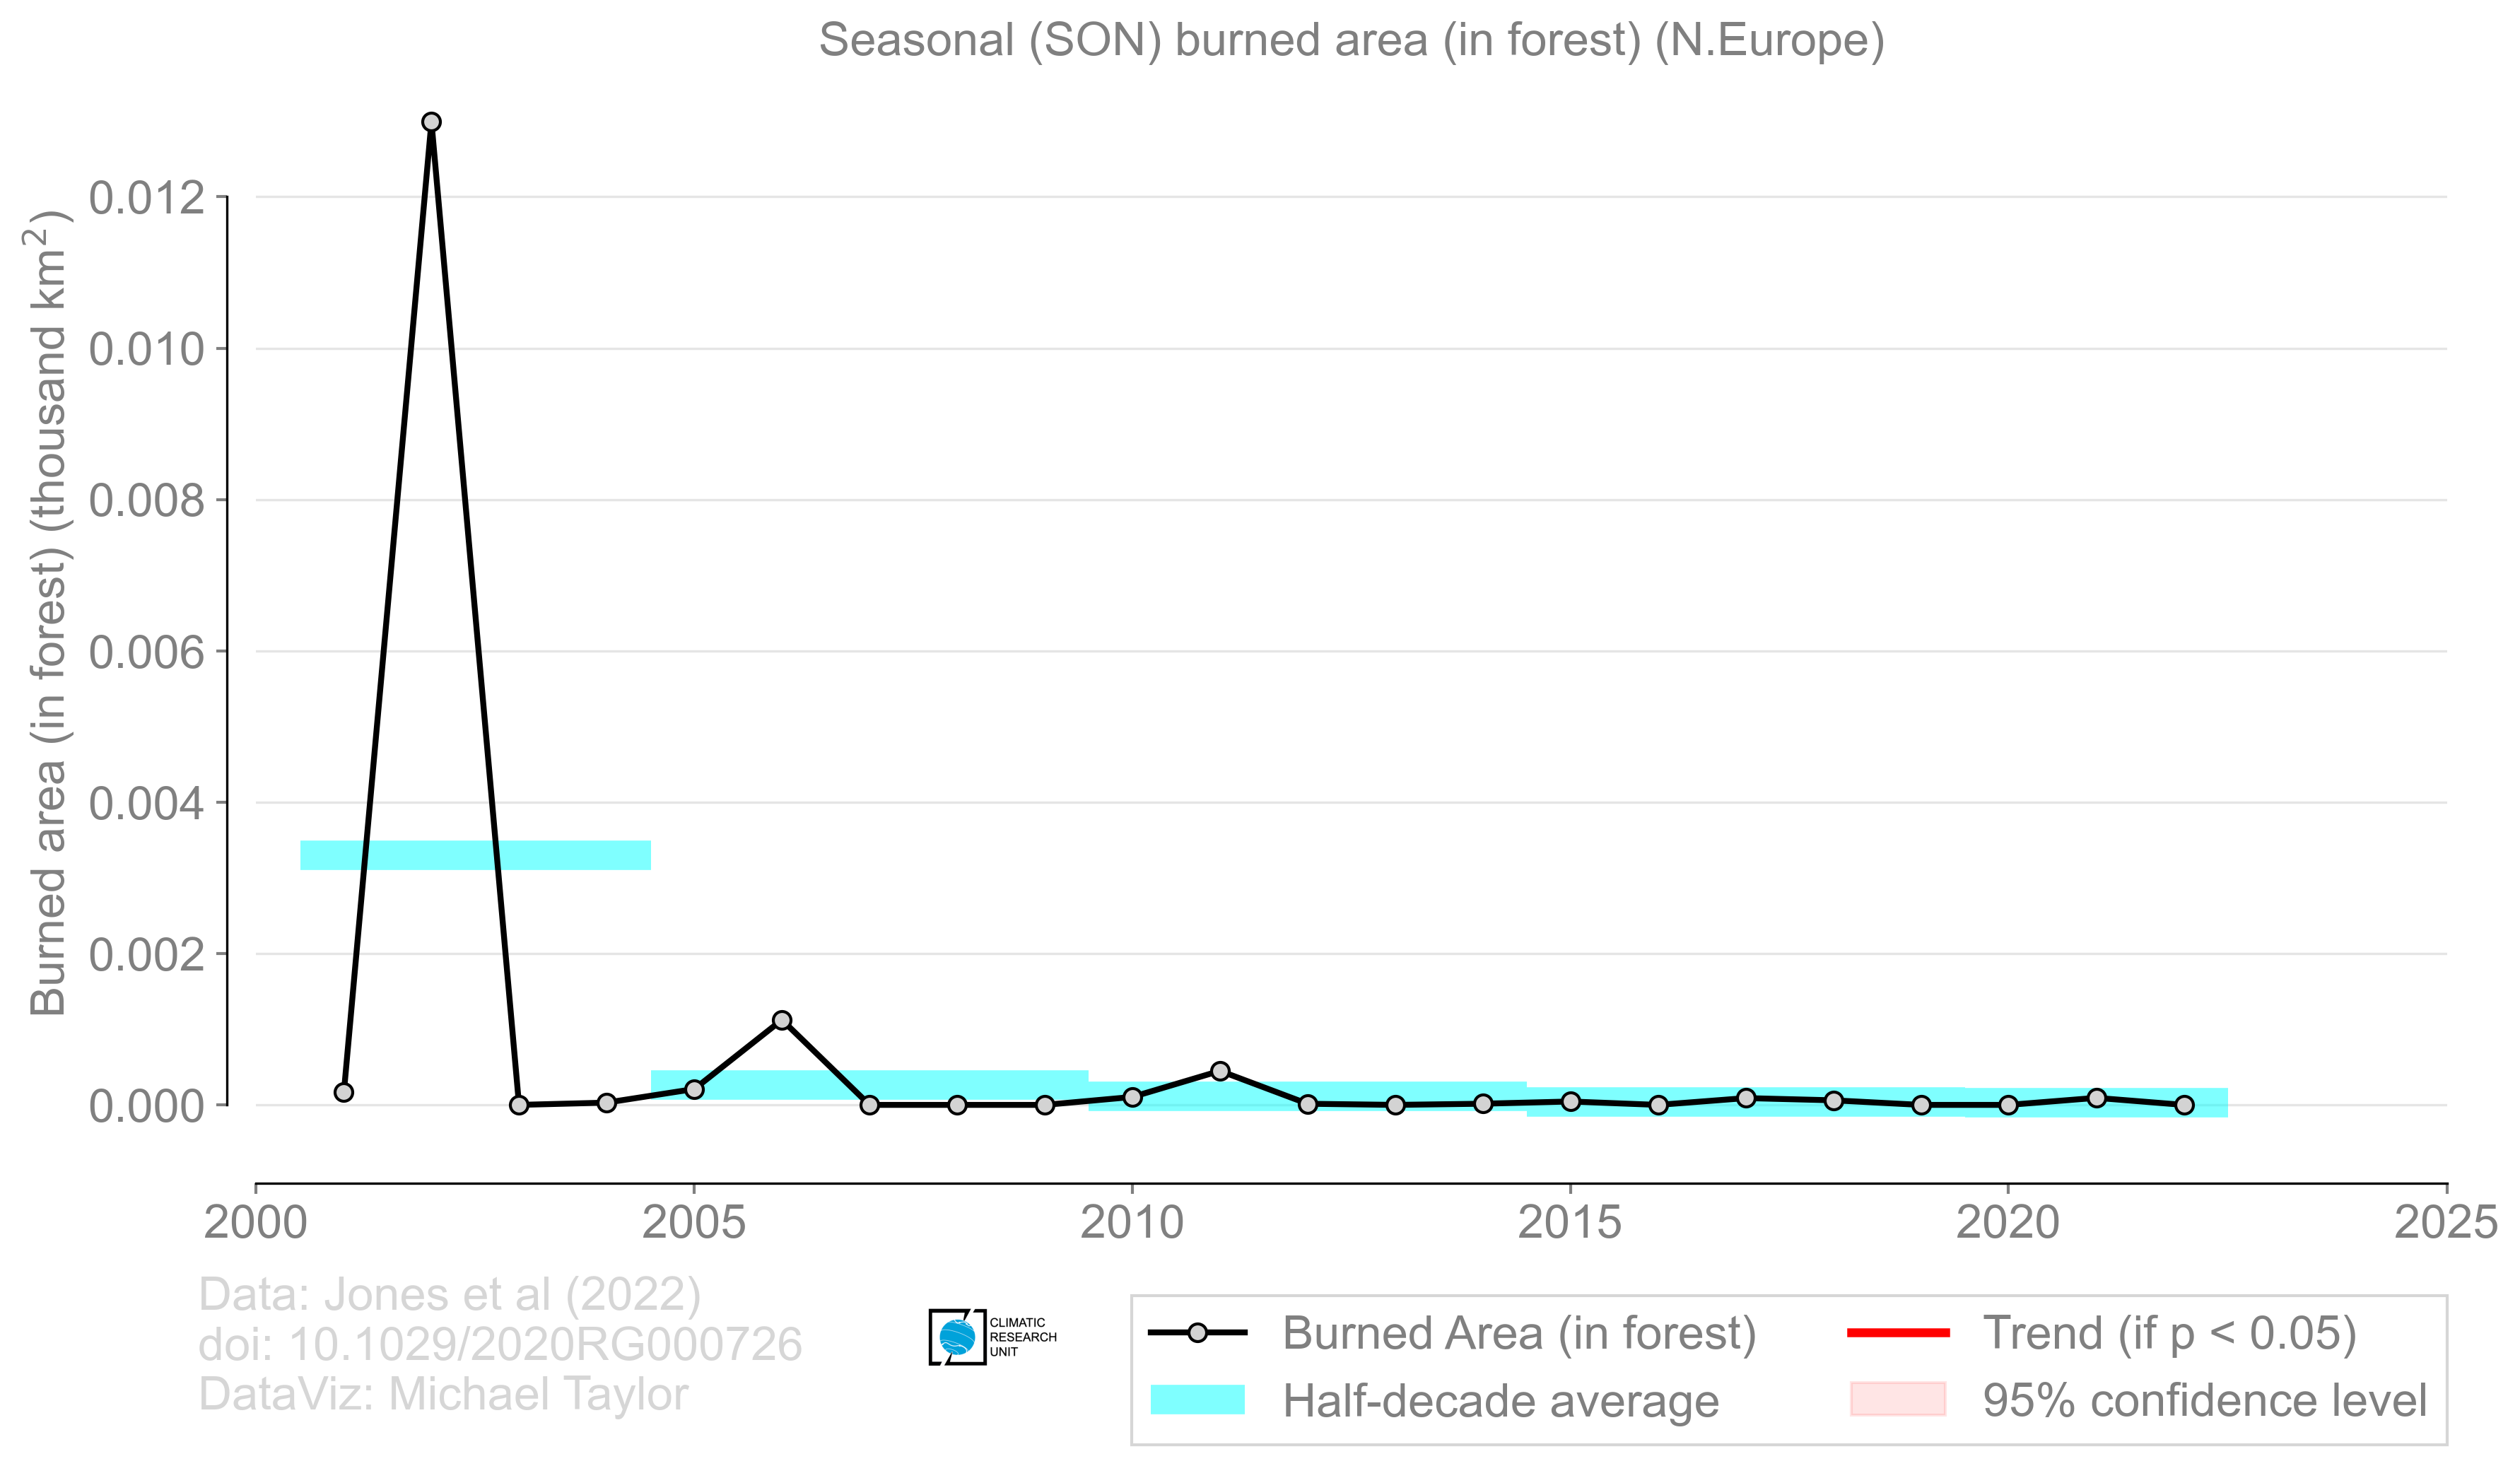 Seasonal (SON) burned area (in forest) (N.Europe)
Burned area (in forest) (thousand km²)
0.012
0.010
0.008
0.006
0.004
0.002
0.000
2000 2005 2010 2015 2020 2025
Data: Jones et al (2022)
doi: 10.1029/2020RG000726
DataViz: Michael Taylor
CLIMATIC
RESEARCH
UNIT
Burned Area (in forest)
Half-decade average
Trend (if p < 0.05)
95% confidence level